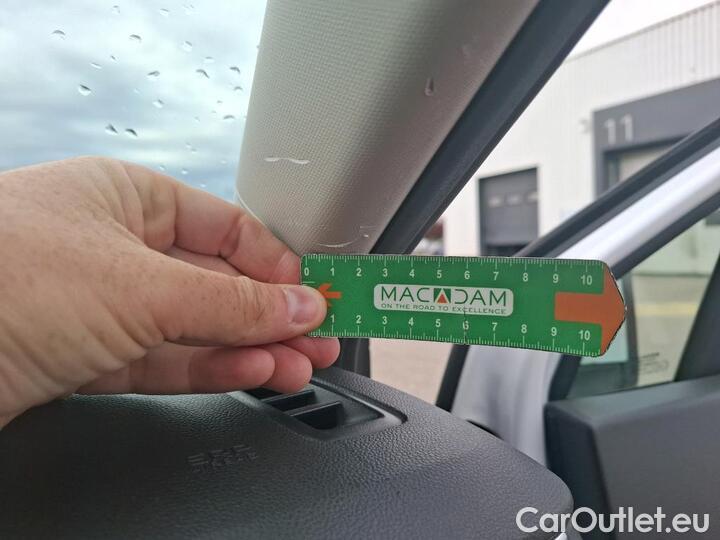 11
0 1 2 3 4 5 6 7 8 9 10
MACADAM
ON THE ROAD TO EXCELLENCE
1 2 3 4 5 6 7 8 9 10
CarOutlet.eu